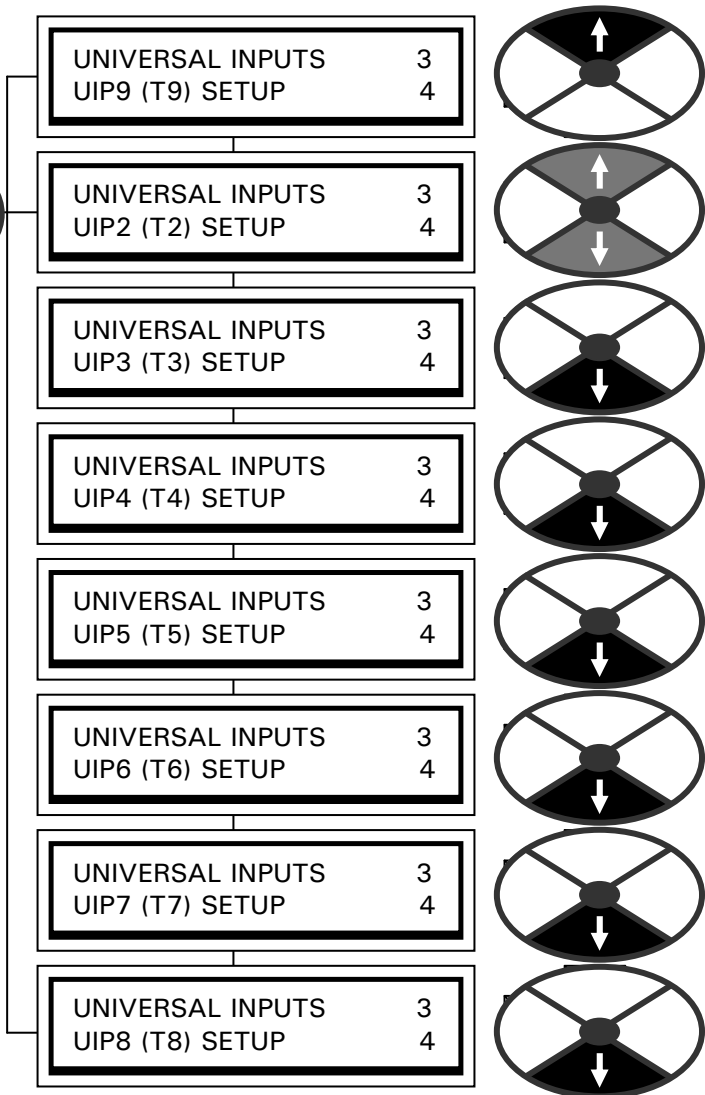 UNIVERSAL INPUTS 3
UIP9 (T9) SETUP 4
UNIVERSAL INPUTS 3
UIP2 (T2) SETUP 4
UNIVERSAL INPUTS 3
UIP3 (T3) SETUP 4
UNIVERSAL INPUTS 3
UIP4 (T4) SETUP 4
UNIVERSAL INPUTS 3
UIP5 (T5) SETUP 4
UNIVERSAL INPUTS 3
UIP6 (T6) SETUP 4
UNIVERSAL INPUTS 3
UIP7 (T7) SETUP 4
UNIVERSAL INPUTS 3
UIP8 (T8) SETUP 4